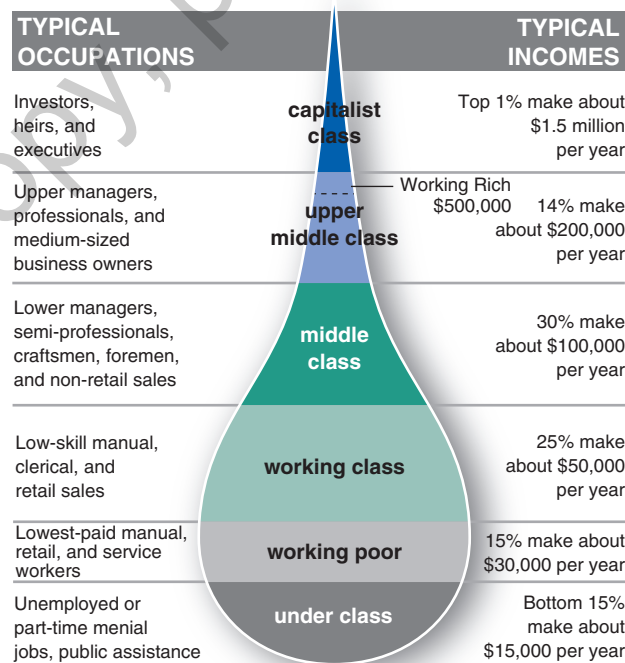 TYPICAL
OCCUPATIONS
TYPICAL
INCOMES
Investors,
heirs, and
executives
capitalist
class
Top 1% make about
$1.5 million
per year
Upper managers,
professionals, and
medium-sized
business owners
upper
middle class
Working Rich
$500,000
14% make
about $200,000
per year
Lower managers,
semi-professionals,
craftsmen, foremen,
and non-retail sales
middle
class
30% make
about $100,000
per year
Low-skill manual,
clerical, and
retail sales
working class
25% make
about $50,000
per year
Lowest-paid manual,
retail, and service
workers
working poor
15% make about
$30,000 per year
Unemployed or
part-time menial
jobs, public assistance
under class
Bottom 15%
make about
$15,000 per year